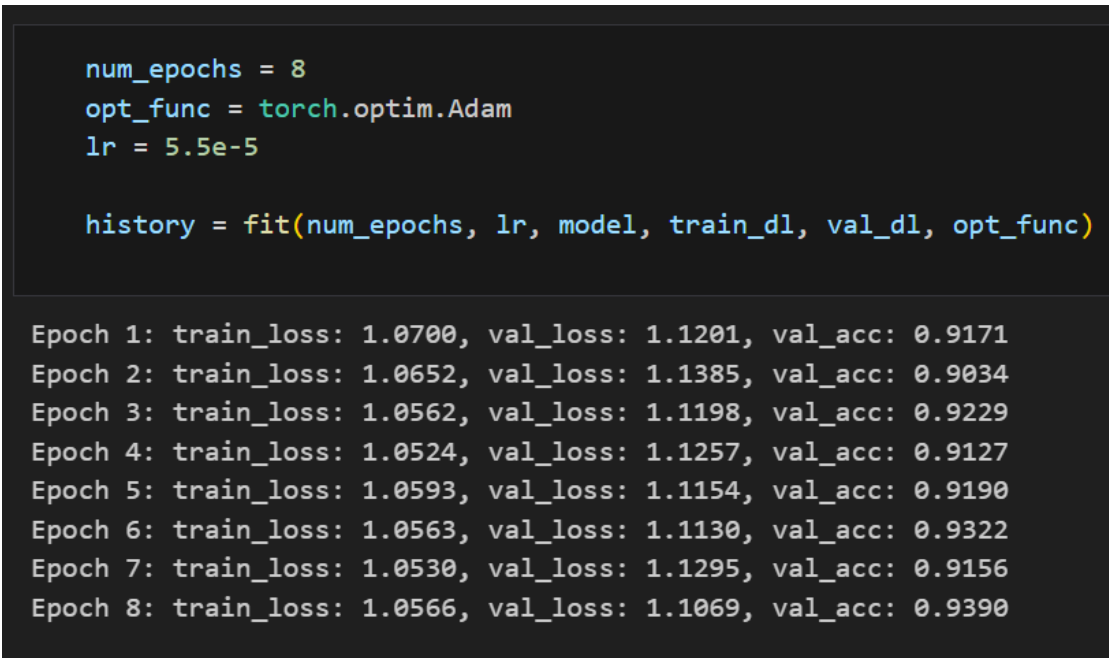 num_epochs = 8
opt_func = torch.optim.Adam
lr = 5.5e-5
history = fit(num_epochs, lr, model, train_dl, val_dl, opt_func)
Epoch 1: train_loss: 1.0700, val_loss: 1.1201, val_acc: 0.9171
Epoch 2: train_loss: 1.0652, val_loss: 1.1385, val_acc: 0.9034
Epoch 3: train_loss: 1.0562, val_loss: 1.1198, val_acc: 0.9229
Epoch 4: train_loss: 1.0524, val_loss: 1.1257, val_acc: 0.9127
Epoch 5: train_loss: 1.0593, val_loss: 1.1154, val_acc: 0.9190
Epoch 6: train_loss: 1.0563, val_loss: 1.1130, val_acc: 0.9322
Epoch 7: train_loss: 1.0530, val_loss: 1.1295, val_acc: 0.9156
Epoch 8: train_loss: 1.0566, val_loss: 1.1069, val_acc: 0.9390